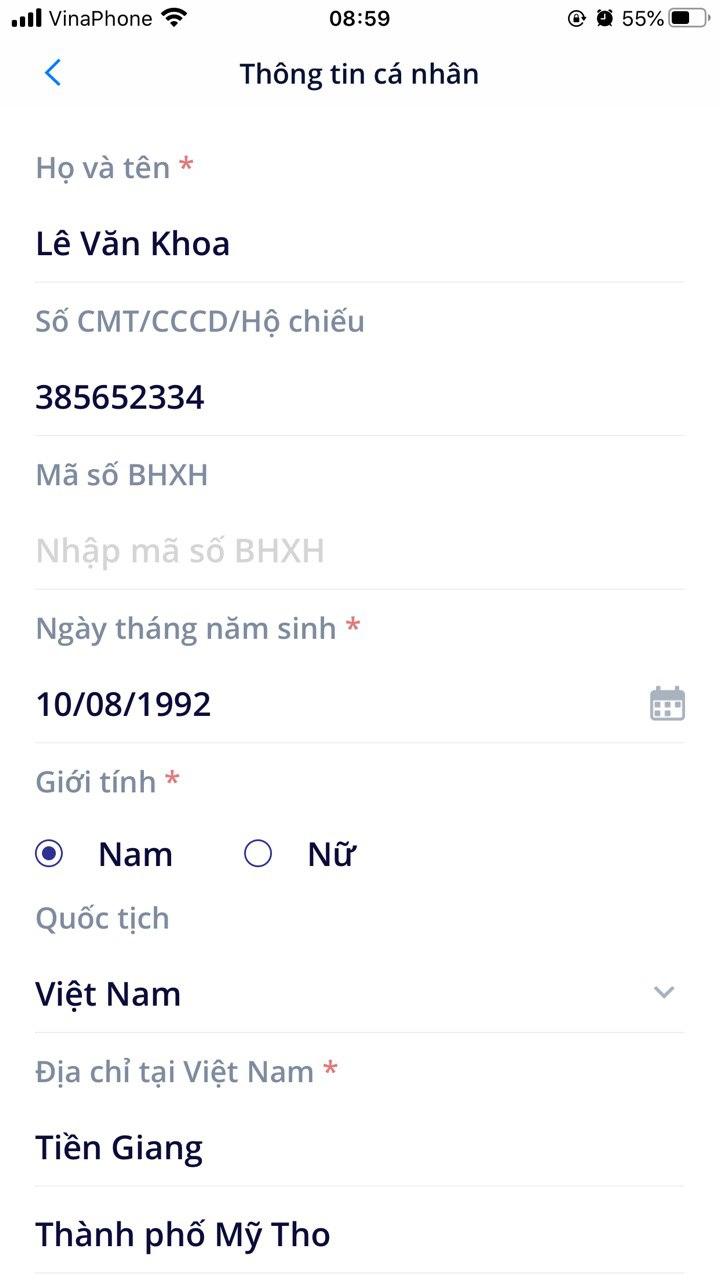 VinaPhone 08:59 55%
Thông tin cá nhân
Họ và tên *
Lê Văn Khoa
Số CMT/CCCD/Hộ chiếu
385652334
Mã số BHXH
Nhập mã số BHXH
Ngày tháng năm sinh *
10/08/1992
Giới tính *
Nam Nữ
Quốc tịch
Việt Nam
Địa chỉ tại Việt Nam *
Tiền Giang
Thành phố Mỹ Tho